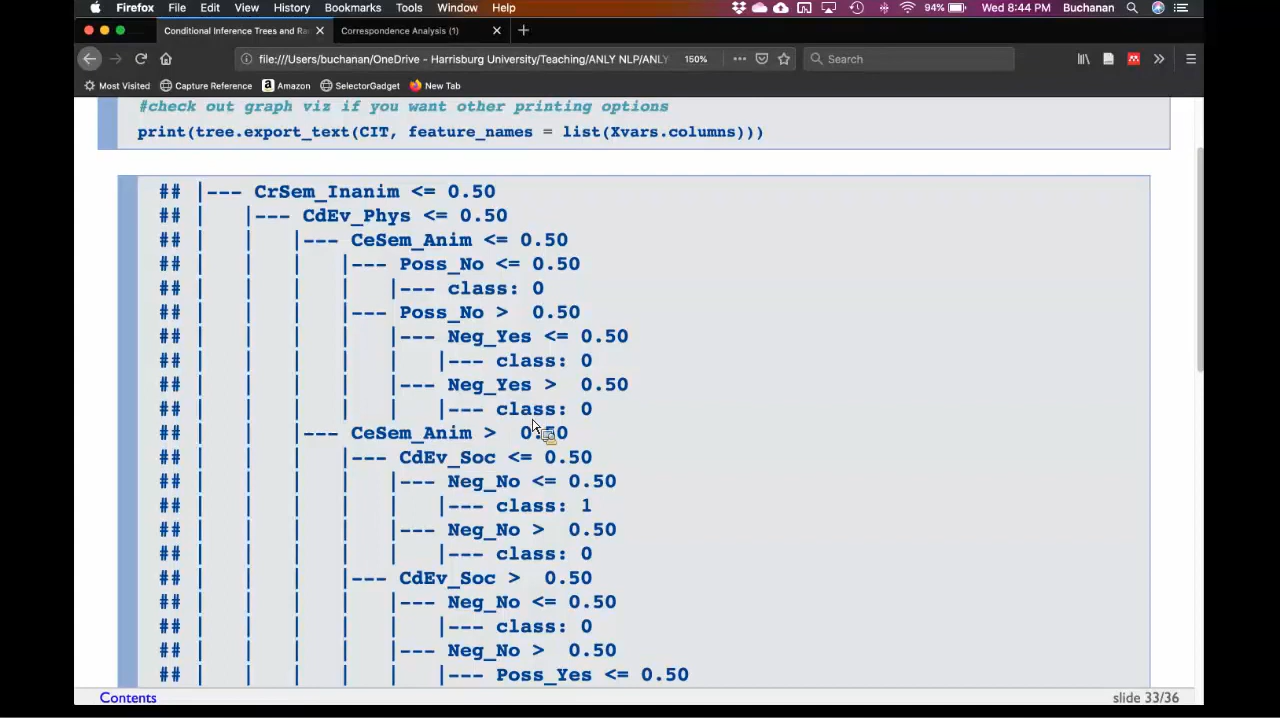 Firefox File Edit View History Bookmarks Tools Window Help 94% Wed 8:44 PM Buchanan
Conditional Inference Trees and Ra Correspondence Analysis (1)
file:///Users/buchanan/OneDrive - Harrisburg University/Teaching/ANLY NLP/ANLY 150% Search
Most Visited Capture Reference Amazon SelectorGadget New Tab
#check out graph viz if you want other printing options
print(tree.export_text(CIT, feature_names = list(Xvars.columns)))
## |--- CrSem_Inanim <= 0.50
## |   |--- CdEv_Phys <= 0.50
## |   |   |--- CeSem_Anim <= 0.50
## |   |   |   |--- Poss_No <= 0.50
## |   |   |   |   |--- class: 0
## |   |   |   |--- Poss_No >  0.50
## |   |   |   |   |--- Neg_Yes <= 0.50
## |   |   |   |   |   |--- class: 0
## |   |   |   |   |--- Neg_Yes >  0.50
## |   |   |   |   |   |--- class: 0
## |   |   |--- CeSem_Anim >  0.50
## |   |   |   |--- CdEv_Soc <= 0.50
## |   |   |   |   |--- Neg_No <= 0.50
## |   |   |   |   |   |--- class: 1
## |   |   |   |   |--- Neg_No >  0.50
## |   |   |   |   |   |--- class: 0
## |   |   |   |--- CdEv_Soc >  0.50
## |   |   |   |   |--- Neg_No <= 0.50
## |   |   |   |   |   |--- class: 0
## |   |   |   |   |--- Neg_No >  0.50
## |   |   |   |   |   |--- Poss_Yes <= 0.50
Contents slide 33/36